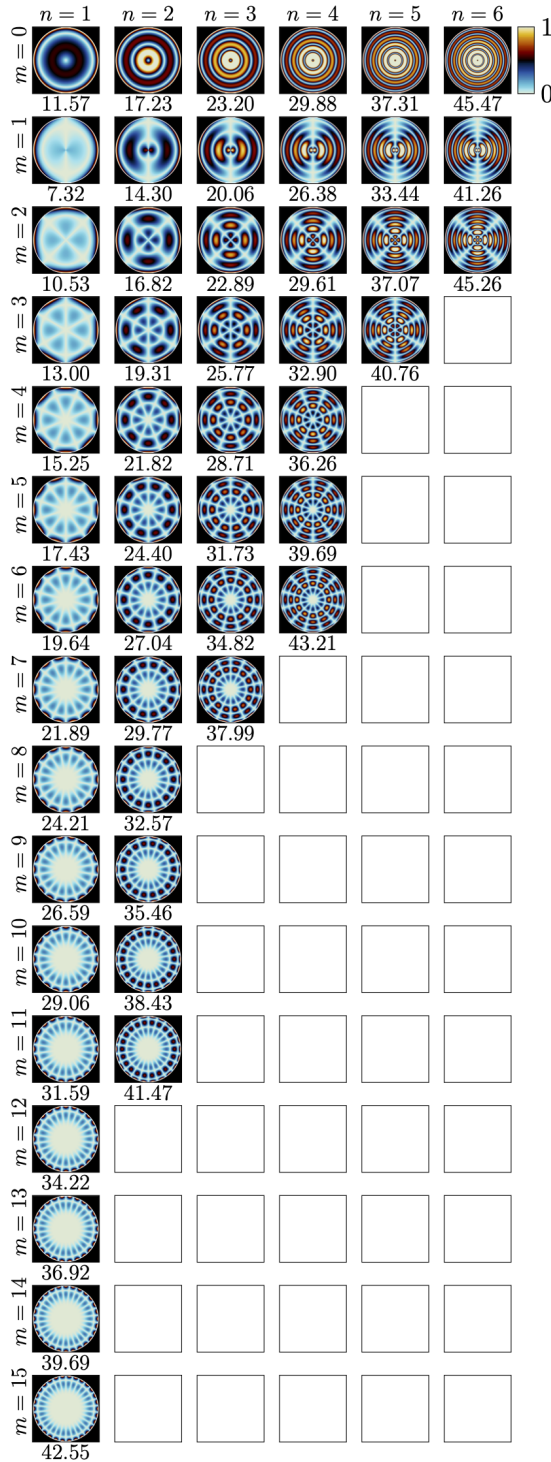 n = 1 n = 2 n = 3 n = 4 n = 5 n = 6
1
0
m = 0
11.57 17.23 23.20 29.88 37.31 45.47
m = 1
7.32 14.30 20.06 26.38 33.44 41.26
m = 2
10.53 16.82 22.89 29.61 37.07 45.26
m = 3
13.00 19.31 25.77 32.90 40.76
m = 4
15.25 21.82 28.71 36.26
m = 5
17.43 24.40 31.73 39.69
m = 6
19.64 27.04 34.82 43.21
m = 7
21.89 29.77 37.99
m = 8
24.21 32.57
m = 9
26.59 35.46
m = 10
29.06 38.43
m = 11
31.59 41.47
m = 12
34.22
m = 13
36.92
m = 14
39.69
m = 15
42.55